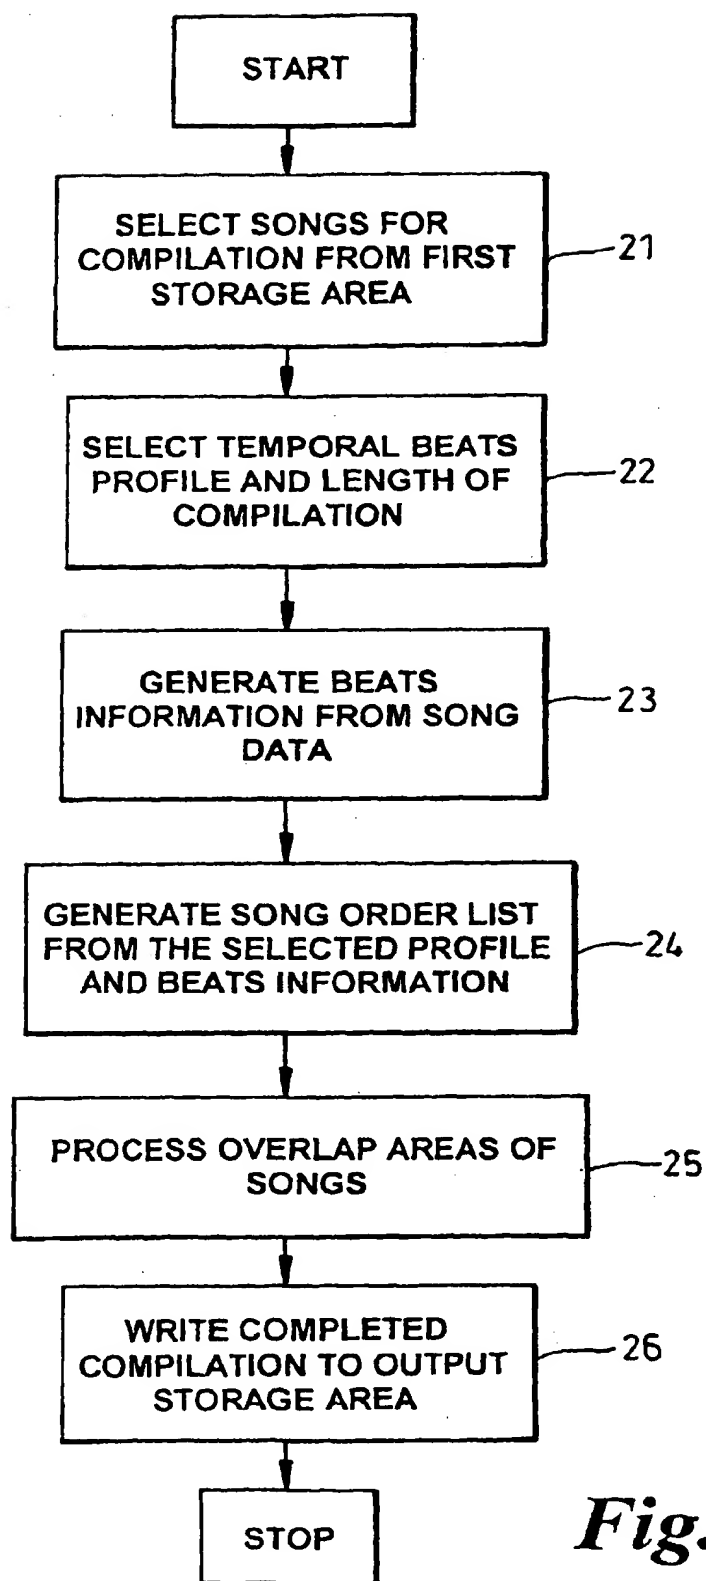 START
SELECT SONGS FOR
COMPILATION FROM FIRST
STORAGE AREA
21
SELECT TEMPORAL BEATS
PROFILE AND LENGTH OF
COMPILATION
22
GENERATE BEATS
INFORMATION FROM SONG
DATA
23
GENERATE SONG ORDER LIST
FROM THE SELECTED PROFILE
AND BEATS INFORMATION
24
PROCESS OVERLAP AREAS OF
SONGS
25
WRITE COMPLETED
COMPILATION TO OUTPUT
STORAGE AREA
26
STOP
Fig.